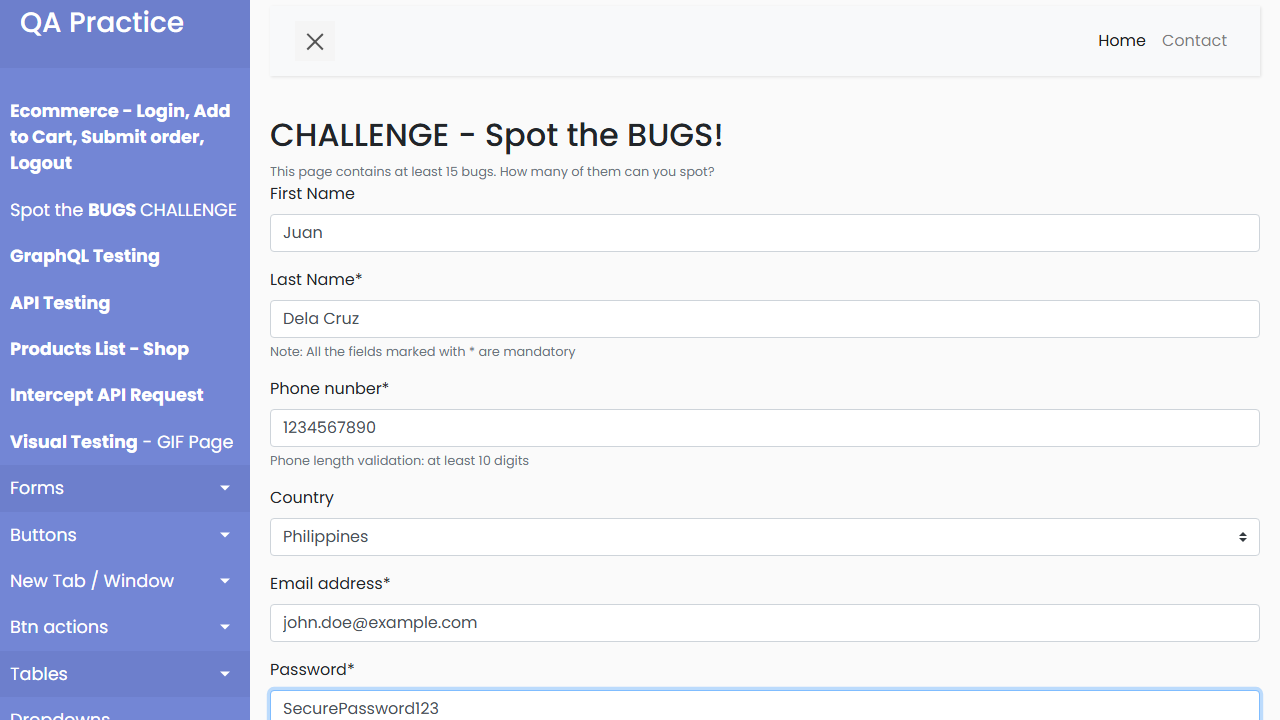 QA Practice
Ecommerce - Login, Add
to Cart, Submit order,
Logout
Spot the BUGS CHALLENGE
GraphQL Testing
API Testing
Products List - Shop
Intercept API Request
Visual Testing - GIF Page
Forms
Buttons
New Tab / Window
Btn actions
Tables
Dropdowns
Home
Contact
CHALLENGE - Spot the BUGS!
This page contains at least 15 bugs. How many of them can you spot?
First Name
Juan
Last Name*
Dela Cruz
Note: All the fields marked with * are mandatory
Phone nunber*
1234567890
Phone length validation: at least 10 digits
Country
Philippines
Email address*
john.doe@example.com
Password*
SecurePassword123